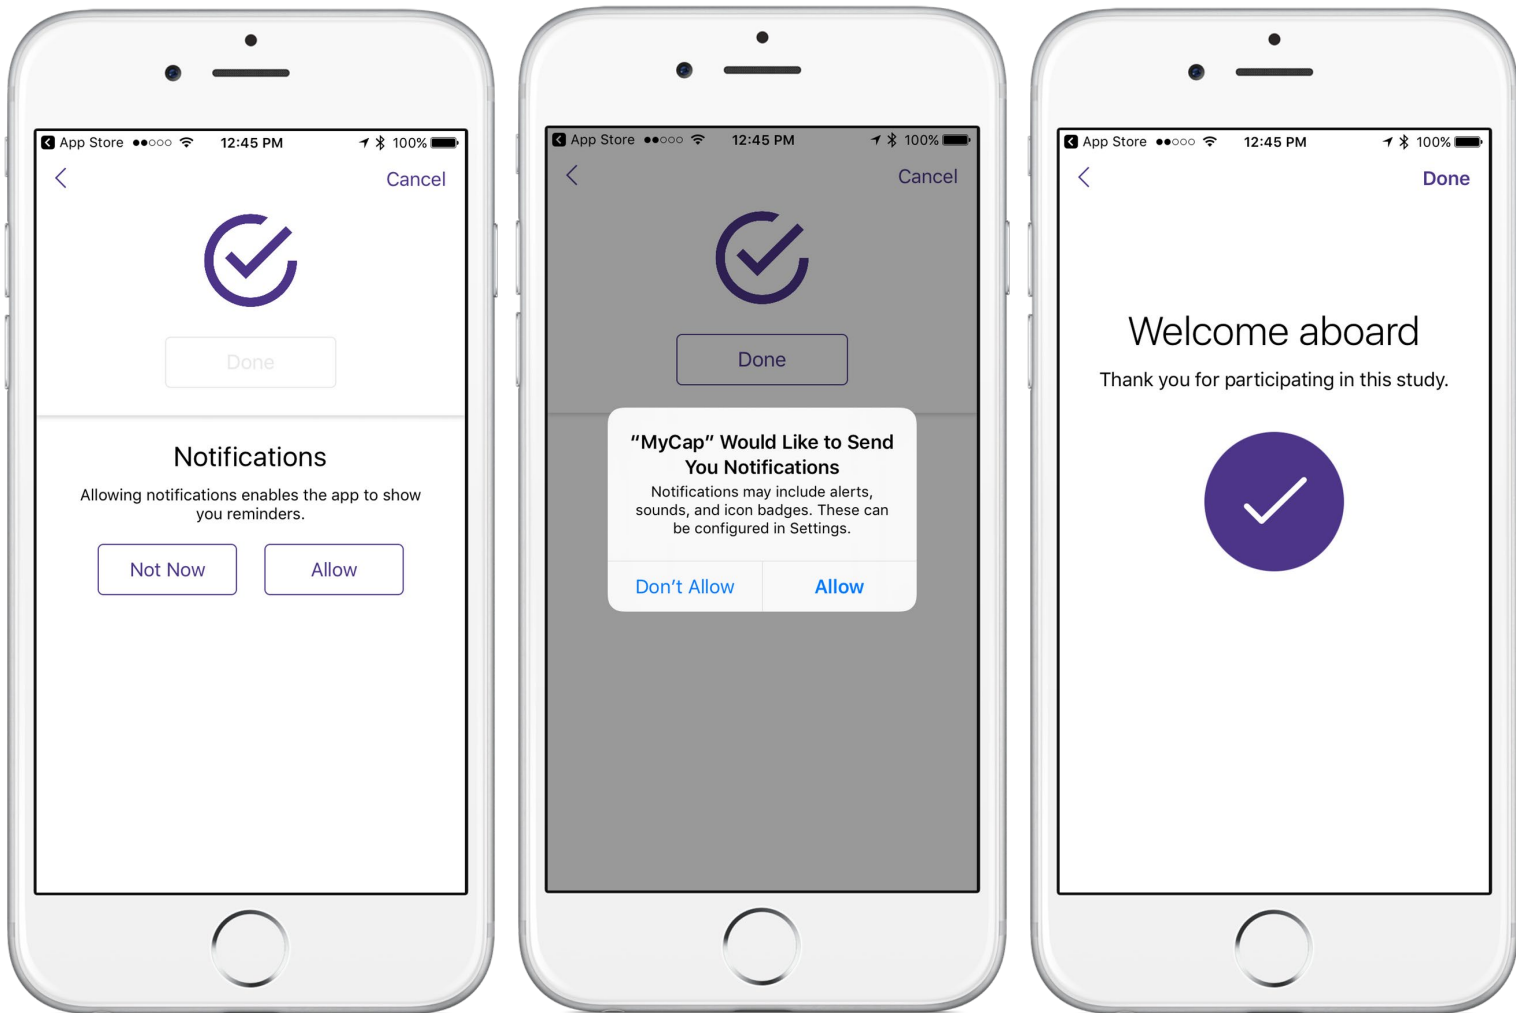 App Store 12:45 PM 100%
Cancel
Done
Notifications
Allowing notifications enables the app to show
you reminders.
Not Now Allow
App Store 12:45 PM 100%
Cancel
Done
“MyCap” Would Like to Send
You Notifications
Notifications may include alerts,
sounds, and icon badges. These can
be configured in Settings.
Don’t Allow Allow
App Store 12:45 PM 100%
Done
Welcome aboard
Thank you for participating in this study.